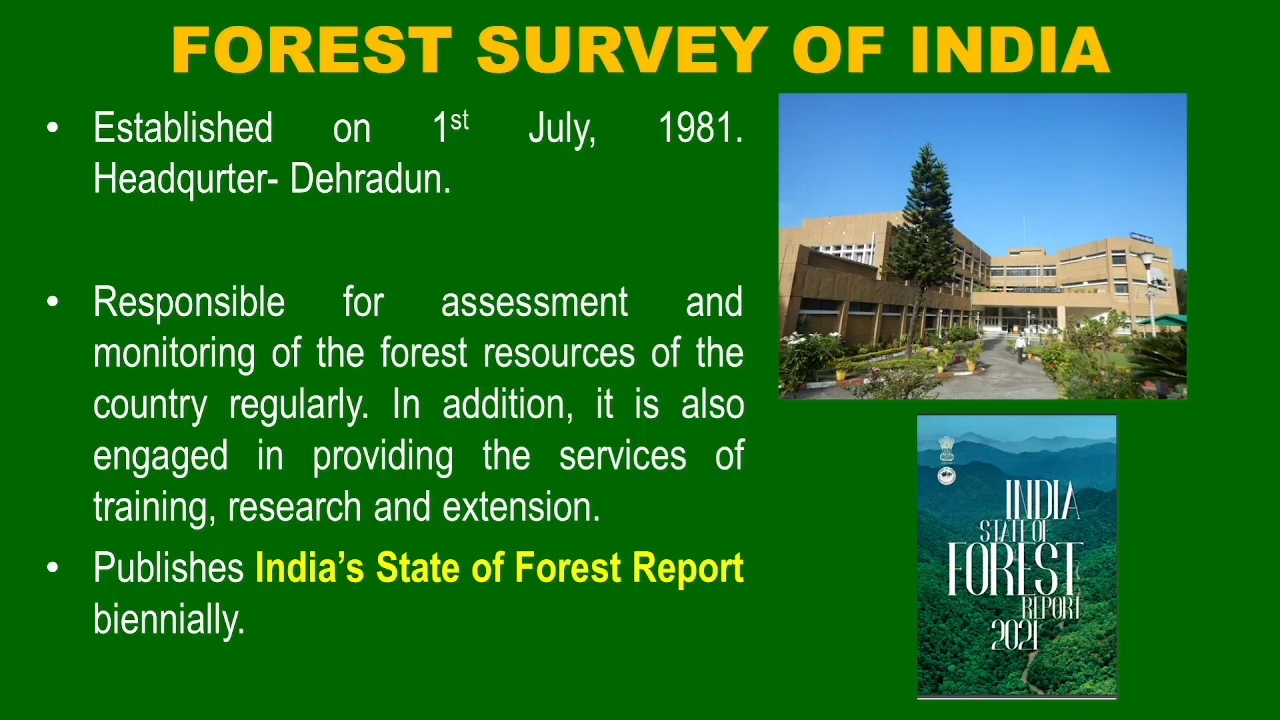 FOREST SURVEY OF INDIA
• Established on 1st July, 1981.
Headqurter- Dehradun.
• Responsible for assessment and
monitoring of the forest resources of the
country regularly. In addition, it is also
engaged in providing the services of
training, research and extension.
• Publishes India’s State of Forest Report
biennially.
INDIA
STATE OF
FOREST
REPORT
2021